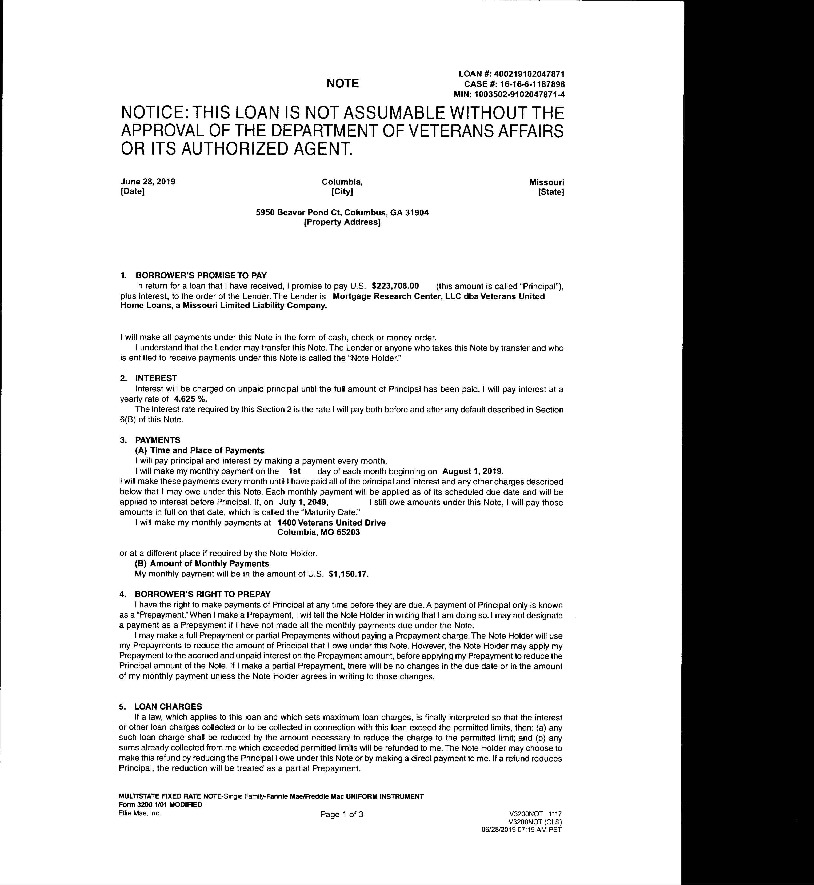 LOAN #: 400219102047871
NOTE
CASE #: 16-16-6-1187898
MIN: 1003502-9102047871-4
NOTICE: THIS LOAN IS NOT ASSUMABLE WITHOUT THE
APPROVAL OF THE DEPARTMENT OF VETERANS AFFAIRS
OR ITS AUTHORIZED AGENT.
June 28, 2019 Columbia, Missouri
[Date] [City] [State]
5950 Beaver Pond Ct, Columbus, GA 31904
[Property Address]
1. BORROWER'S PROMISE TO PAY
In return for a loan that I have received, I promise to pay U.S. $223,708.00 (this amount is called "Principal"),
plus interest, to the order of the Lender. The Lender is Mortgage Research Center, LLC dba Veterans United
Home Loans, a Missouri Limited Liability Company.
I will make all payments under this Note in the form of cash, check or money order.
I understand that the Lender may transfer this Note. The Lender or anyone who takes this Note by transfer and who
is entitled to receive payments under this Note is called the "Note Holder."
2. INTEREST
Interest will be charged on unpaid principal until the full amount of Principal has been paid. I will pay interest at a
yearly rate of 4.625 %.
The interest rate required by this Section 2 is the rate I will pay both before and after any default described in Section
6(B) of this Note.
3. PAYMENTS
(A) Time and Place of Payments
I will pay principal and interest by making a payment every month.
I will make my monthly payment on the 1st day of each month beginning on August 1, 2019.
I will make these payments every month until I have paid all of the principal and interest and any other charges described
below that I may owe under this Note. Each monthly payment will be applied as of its scheduled due date and will be
applied to interest before Principal. If, on July 1, 2049, I still owe amounts under this Note, I will pay those
amounts in full on that date, which is called the "Maturity Date."
I will make my monthly payments at 1400 Veterans United Drive
Columbia, MO 65203
or at a different place if required by the Note Holder.
(B) Amount of Monthly Payments
My monthly payment will be in the amount of U.S. $1,150.17.
4. BORROWER'S RIGHT TO PREPAY
I have the right to make payments of Principal at any time before they are due. A payment of Principal only is known
as a "Prepayment." When I make a Prepayment, I will tell the Note Holder in writing that I am doing so. I may not designate
a payment as a Prepayment if I have not made all the monthly payments due under the Note.
I may make a full Prepayment or partial Prepayments without paying a Prepayment charge. The Note Holder will use
my Prepayments to reduce the amount of Principal that I owe under this Note. However, the Note Holder may apply my
Prepayment to the accrued and unpaid interest on the Prepayment amount, before applying my Prepayment to reduce the
Principal amount of the Note. If I make a partial Prepayment, there will be no changes in the due date or in the amount
of my monthly payment unless the Note Holder agrees in writing to those changes.
5. LOAN CHARGES
If a law, which applies to this loan and which sets maximum loan charges, is finally interpreted so that the interest
or other loan charges collected or to be collected in connection with this loan exceed the permitted limits, then: (a) any
such loan charge shall be reduced by the amount necessary to reduce the charge to the permitted limit; and (b) any
sums already collected from me which exceeded permitted limits will be refunded to me. The Note Holder may choose to
make this refund by reducing the Principal I owe under this Note or by making a direct payment to me. If a refund reduces
Principal, the reduction will be treated as a partial Prepayment.
MULTISTATE FIXED RATE NOTE-Single Family-Fannie Mae/Freddie Mac UNIFORM INSTRUMENT
Form 3200 1/01 MODIFIED
Ellie Mae, Inc. Page 1 of 3 V3200NOT 1117
V3200NOT (CLS)
06/28/2019 07:15 AM PST